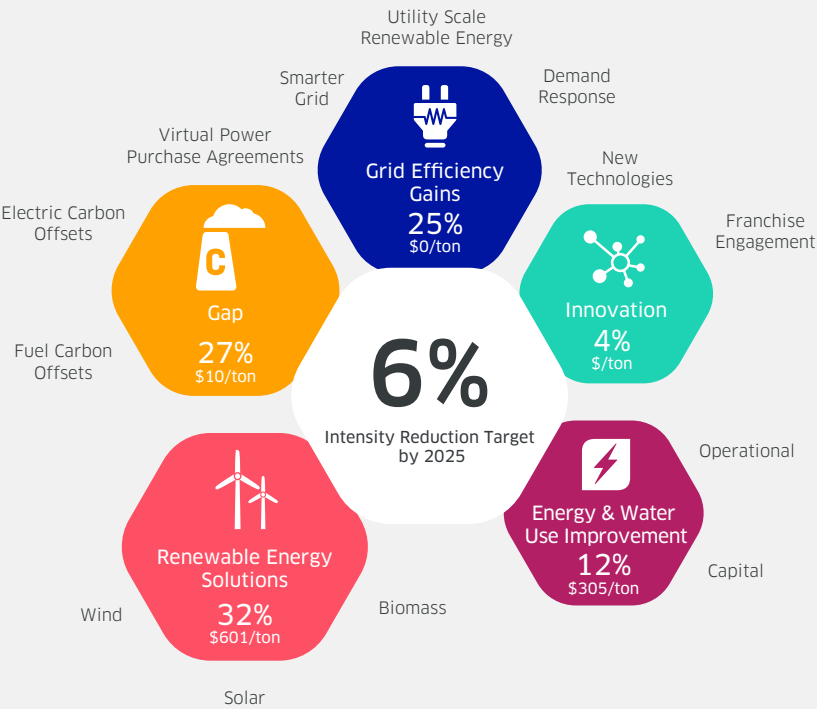 Utility Scale
Renewable Energy
Smarter
Grid
Demand
Response
Grid Efficiency
Gains
25%
$0/ton
Virtual Power
Purchase Agreements
Electric Carbon
Offsets
Fuel Carbon
Offsets
C
Gap
27%
$10/ton
New
Technologies
Franchise
Engagement
Innovation
4%
$/ton
6%
Intensity Reduction Target
by 2025
Renewable Energy
Solutions
32%
$601/ton
Wind
Solar
Biomass
Energy & Water
Use Improvement
12%
$305/ton
Operational
Capital